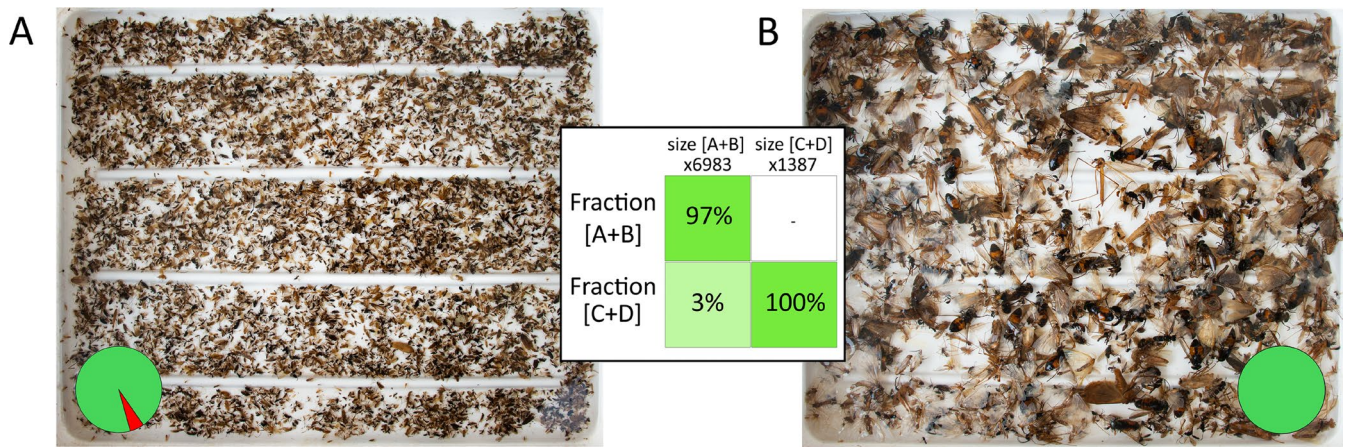 A
B
size [A+B] size [C+D]
x6983 x1387
Fraction
[A+B]
97% -
Fraction
[C+D]
3% 100%